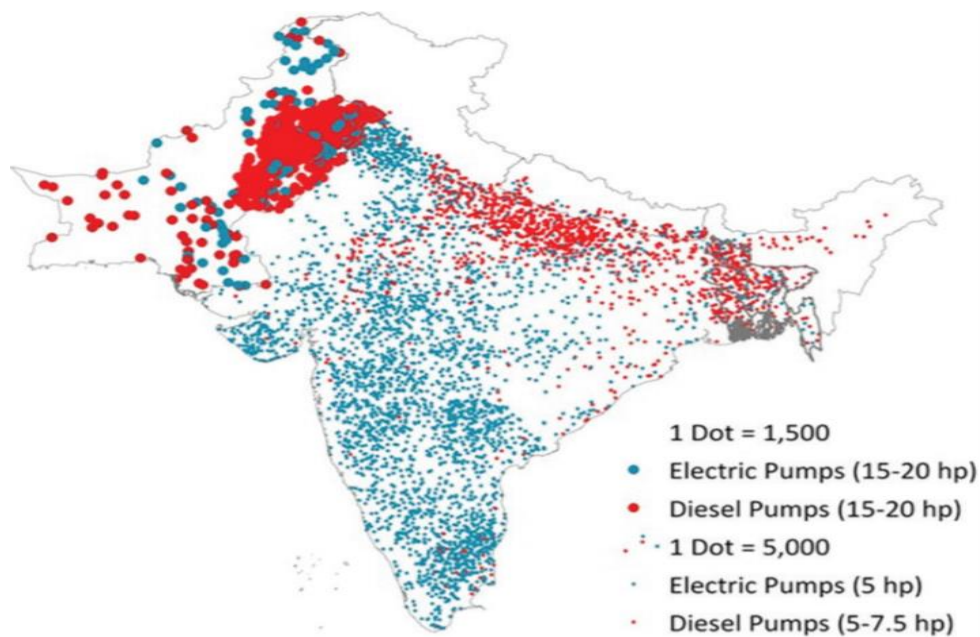 1 Dot = 1,500
Electric Pumps (15-20 hp)
Diesel Pumps (15-20 hp)
1 Dot = 5,000
Electric Pumps (5 hp)
Diesel Pumps (5-7.5 hp)